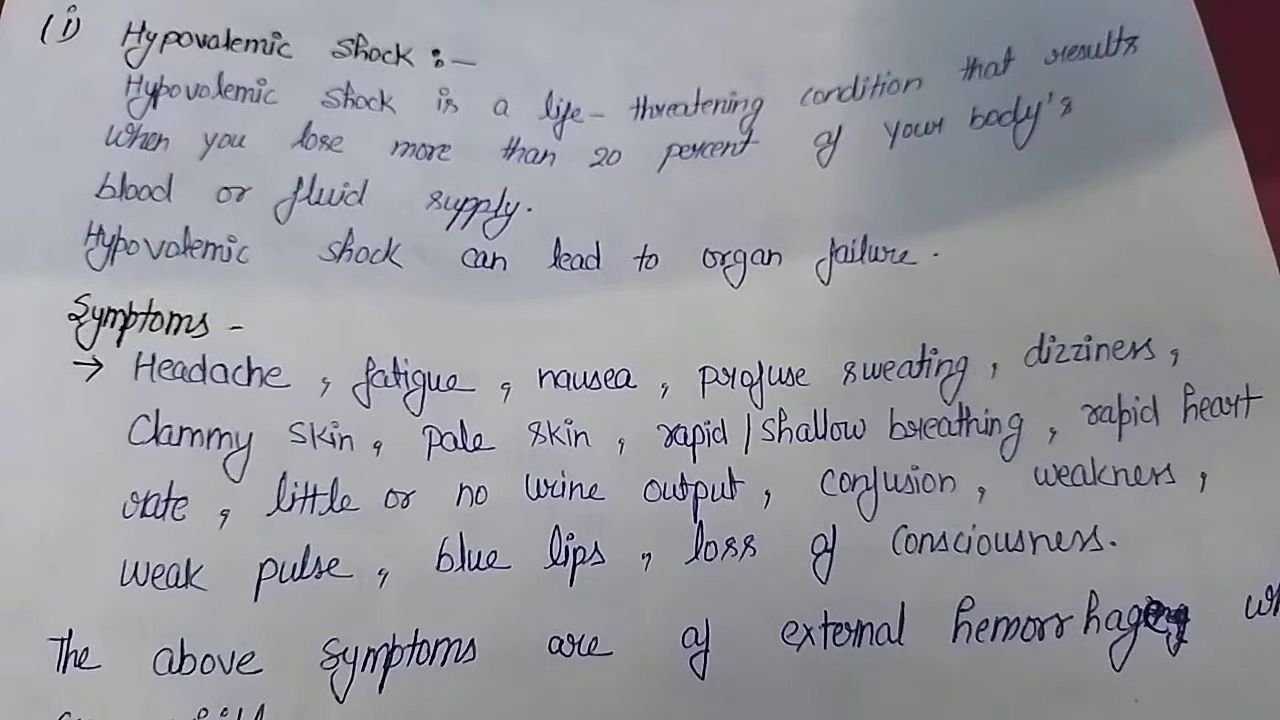 (i) Hypovalemic shock :-
Hypovolemic shock is a life-threatening condition that results
when you lose more than 20 percent of your body's
blood or fluid supply.
Hypovolemic shock can lead to organ failure.
Symptoms -
→ Headache, fatigue, nausea, profuse sweating, dizziness,
Clammy skin, pale skin, rapid/shallow breathing, rapid heart
rate, little or no urine output, confusion, weakness,
weak pulse, blue lips, loss of consciousness.
The above symptoms are of external hemorrhage